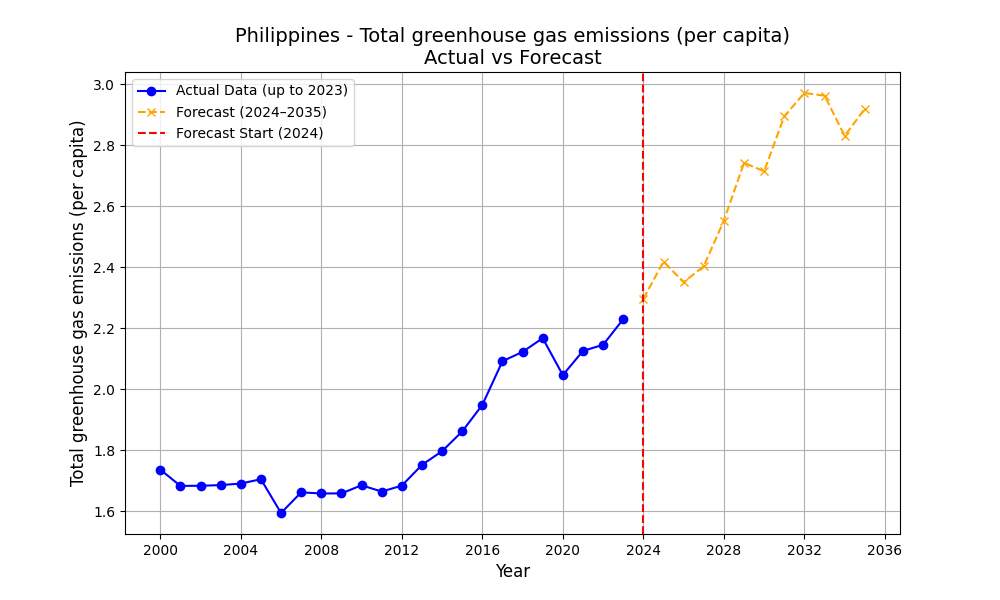 Philippines - Total greenhouse gas emissions (per capita)
Actual vs Forecast
Actual Data (up to 2023)
Forecast (2024–2035)
Forecast Start (2024)
Total greenhouse gas emissions (per capita)
3.0
2.8
2.6
2.4
2.2
2.0
1.8
1.6
2000 2004 2008 2012 2016 2020 2024 2028 2032 2036
Year